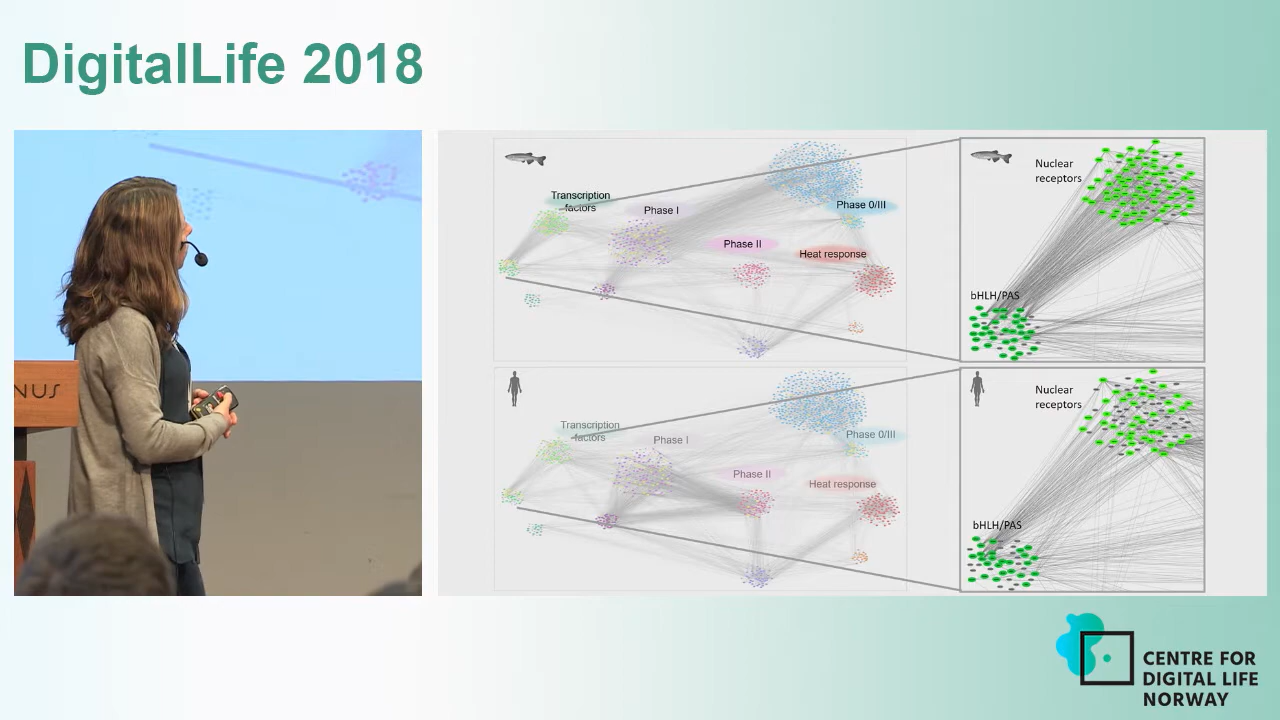 DigitalLife 2018
NUS
Transcription
factors
Phase I
Phase II
Phase 0/III
Heat response
Nuclear
receptors
bHLH/PAS
Transcription
factors
Phase I
Phase II
Phase 0/III
Heat response
Nuclear
receptors
bHLH/PAS
CENTRE FOR
DIGITAL LIFE
NORWAY